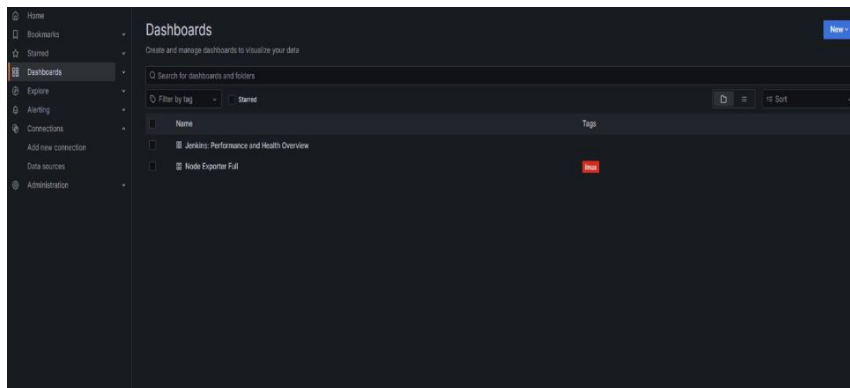 Home
Bookmarks
Starred
Dashboards
Explore
Alerting
Connections
Add new connection
Data sources
Administration
Dashboards
Create and manage dashboards to visualize your data
New
Search for dashboards and folders
Filter by tag
Starred
Sort
Name Tags
Jenkins: Performance and Health Overview
Node Exporter Full linux